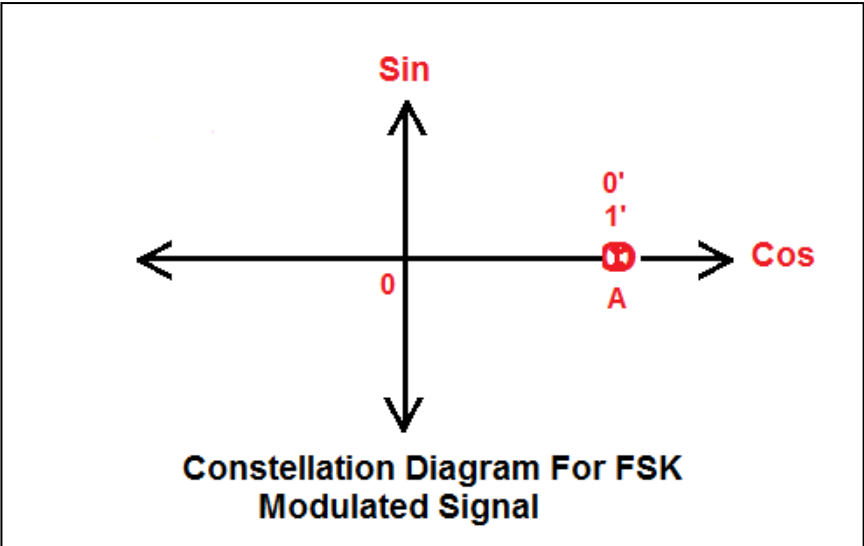 Sin
0'
1'
Cos
0
A
Constellation Diagram For FSK
Modulated Signal